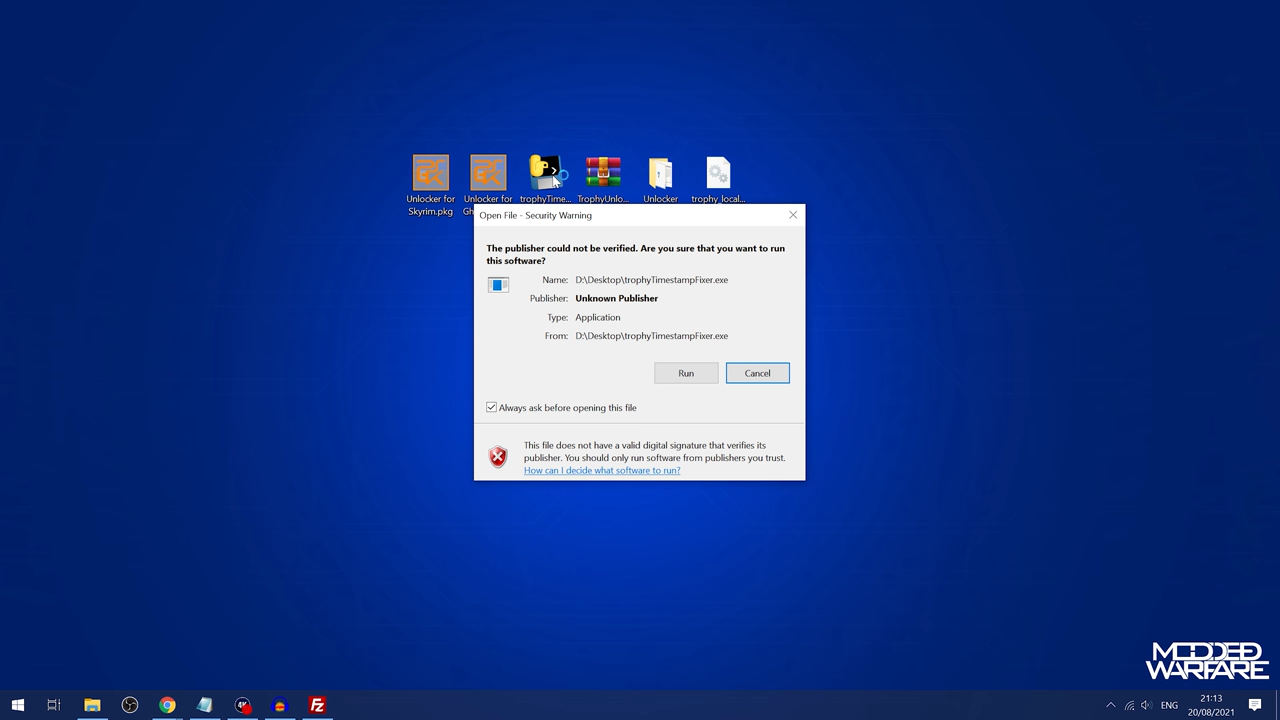 Unlocker for
Skyrim.pkg
Unlocker for
Gh
trophyTime...
TrophyUnlo...
Unlocker
trophy_local...
Open File - Security Warning
The publisher could not be verified. Are you sure that you want to run
this software?
Name: D:\Desktop\trophyTimestampFixer.exe
Publisher: Unknown Publisher
Type: Application
From: D:\Desktop\trophyTimestampFixer.exe
Run
Cancel
Always ask before opening this file
This file does not have a valid digital signature that verifies its
publisher. You should only run software from publishers you trust.
How can I decide what software to run?
MODDED
WARFARE
ENG
21:13
20/08/2021